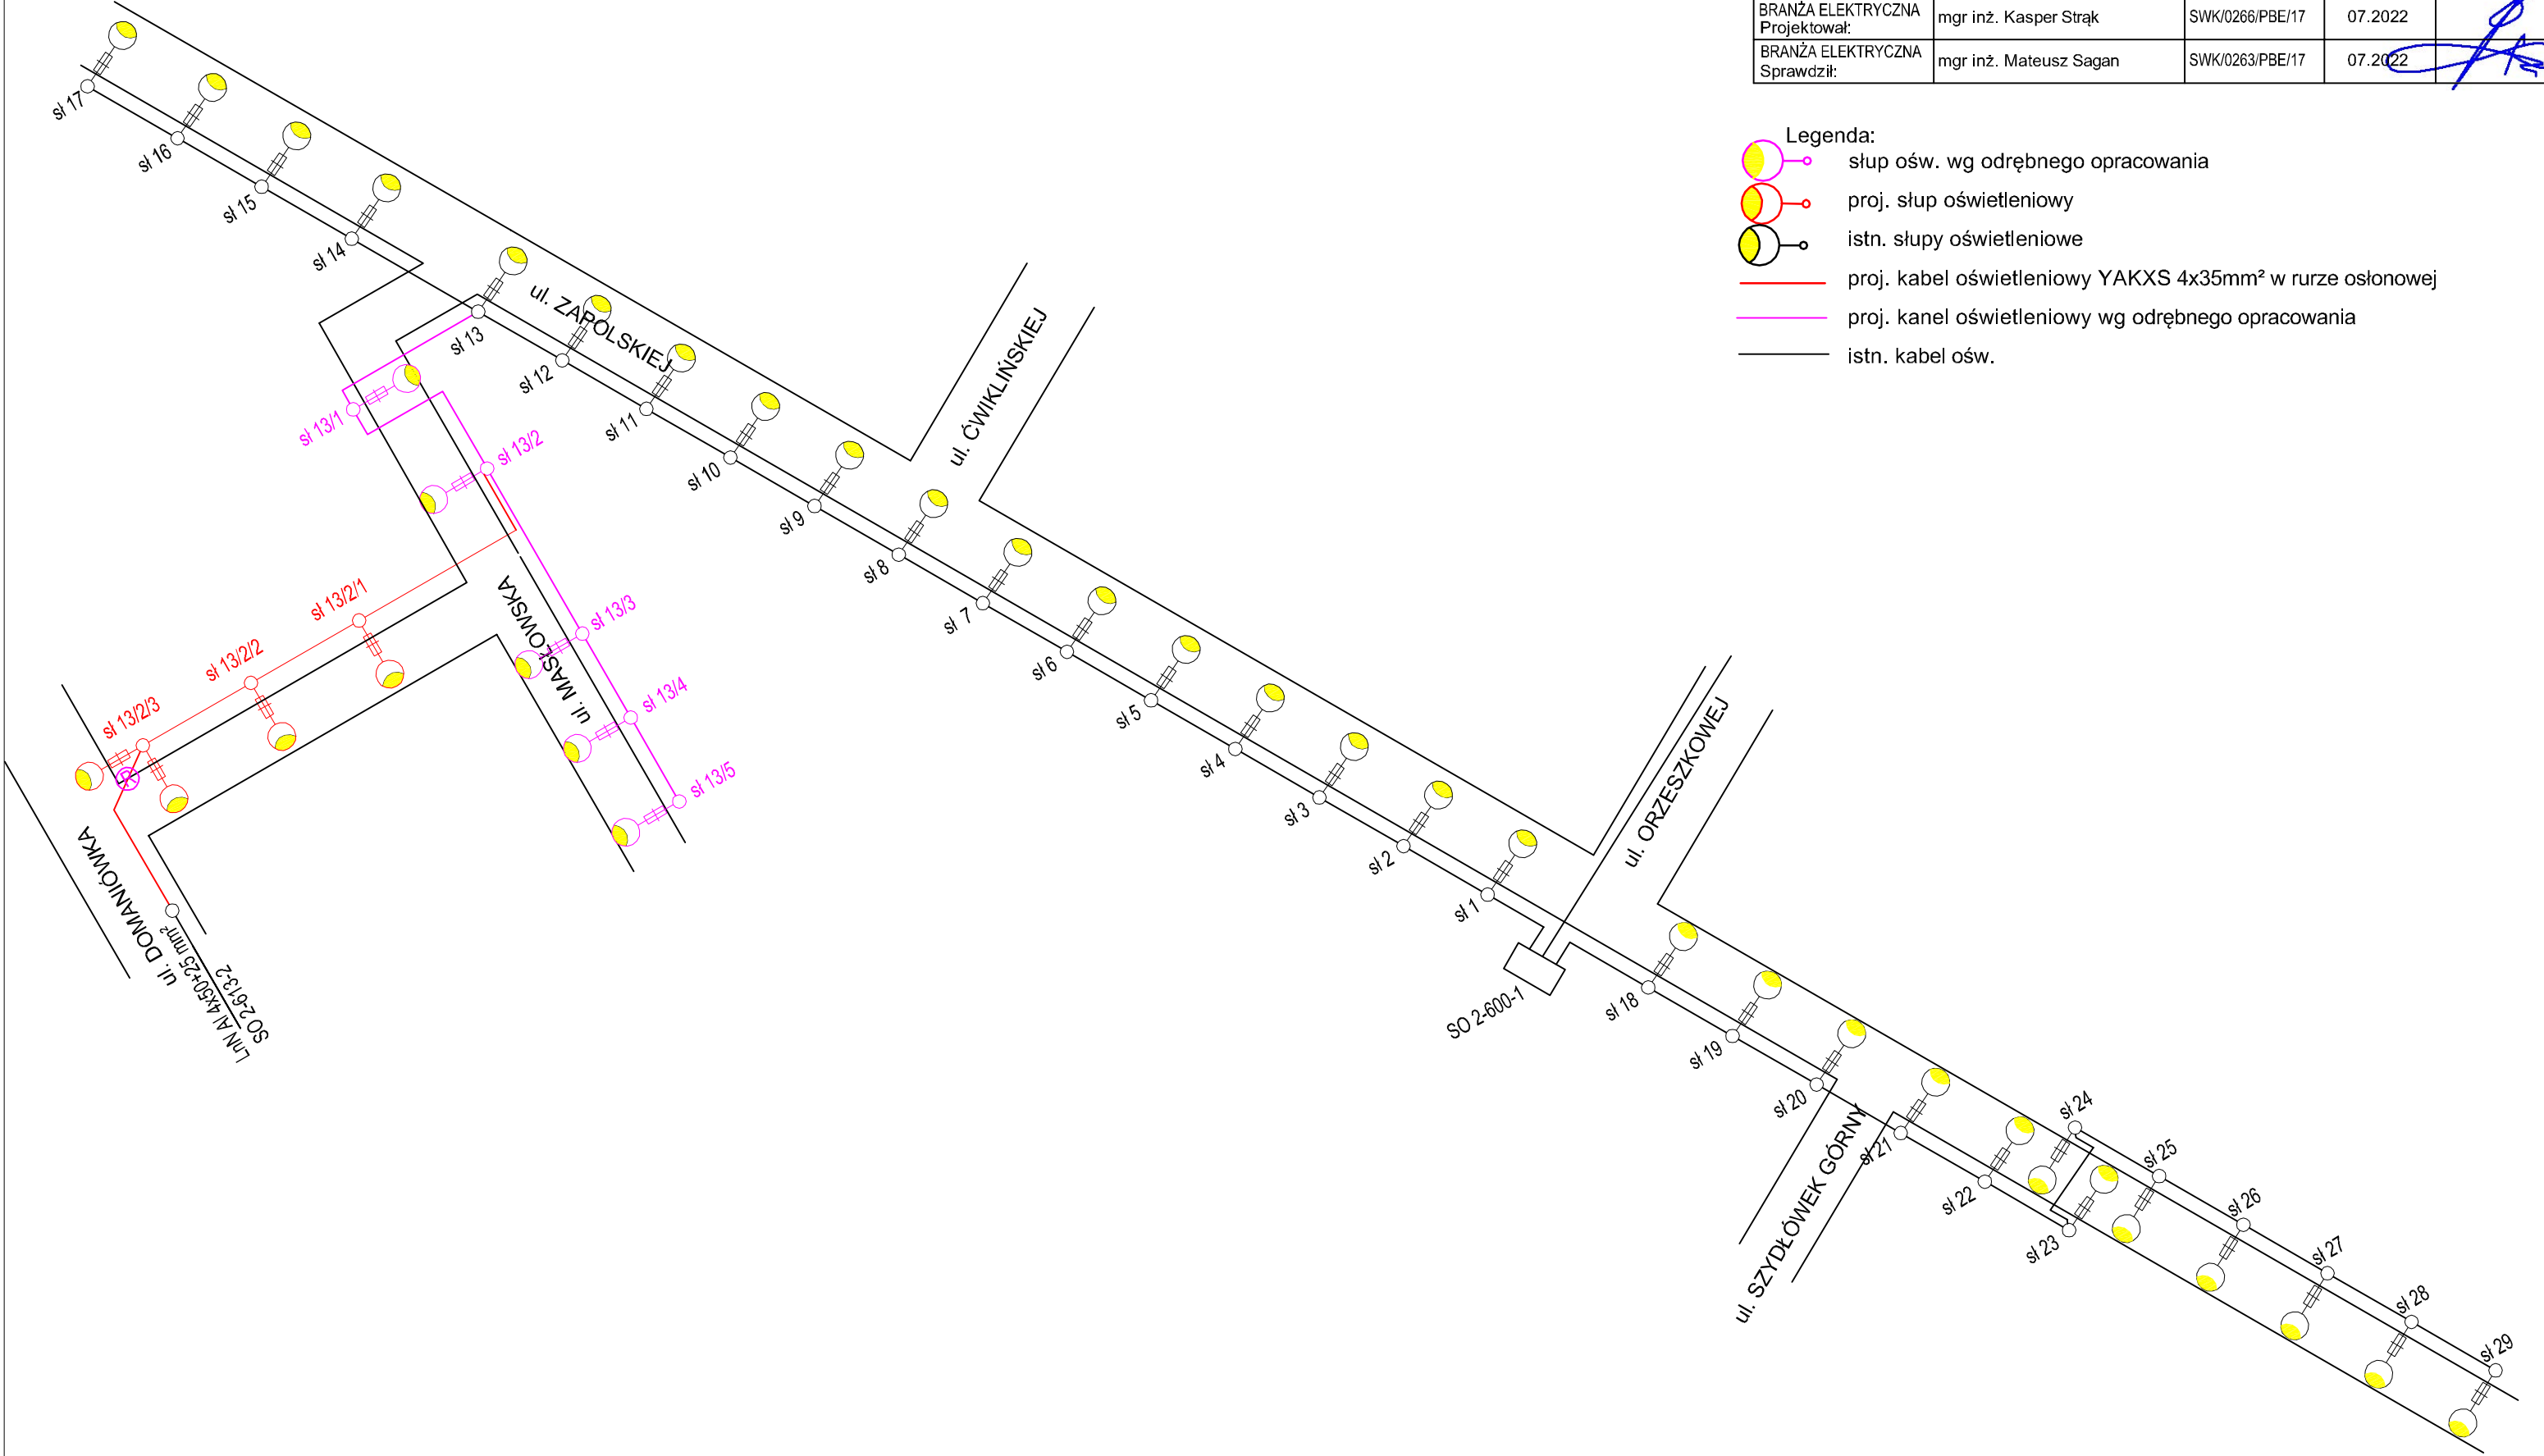 BRANŻA ELEKTRYCZNA
Projektował:
mgr inż. Kasper Strąk
SWK/0266/PBE/17
07.2022
BRANŻA ELEKTRYCZNA
Sprawdził:
mgr inż. Mateusz Sagan
SWK/0263/PBE/17
07.2022
Legenda:
słup ośw. wg odrębnego opracowania
proj. słup oświetleniowy
istn. słupy oświetleniowe
proj. kabel oświetleniowy YAKXS 4x35mm² w rurze osłonowej
proj. kanel oświetleniowy wg odrębnego opracowania
istn. kabel ośw.
sł 17
sł 16
sł 15
sł 14
sł 13
sł 12
sł 11
sł 10
sł 9
sł 8
sł 7
sł 6
sł 5
sł 4
sł 3
sł 2
sł 1
ul. ZAPOLSKIEJ
ul. ĆWIKLIŃSKIEJ
ul. ORZESZKOWEJ
sł 13/1
sł 13/2
sł 13/3
sł 13/4
sł 13/5
ul. MASŁOWSKA
sł 13/2/1
sł 13/2/2
sł 13/2/3
R
ul. DOMANIÓWKA
LnN Al 4x50+25 mm²
SO 2-613-2
SO 2-600-1
sł 18
sł 19
sł 20
sł 21
sł 22
sł 23
ul. SZYDŁÓWEK GÓRNY
sł 24
sł 25
sł 26
sł 27
sł 28
sł 29